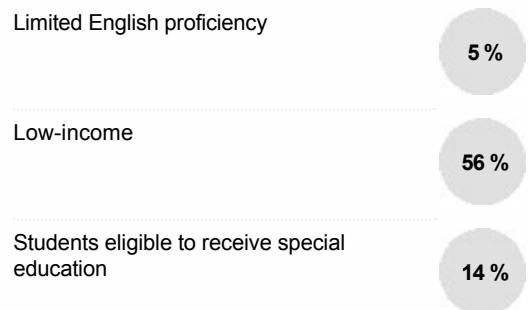 Limited English proficiency
5 %
Low-income
56 %
Students eligible to receive special
education
14 %